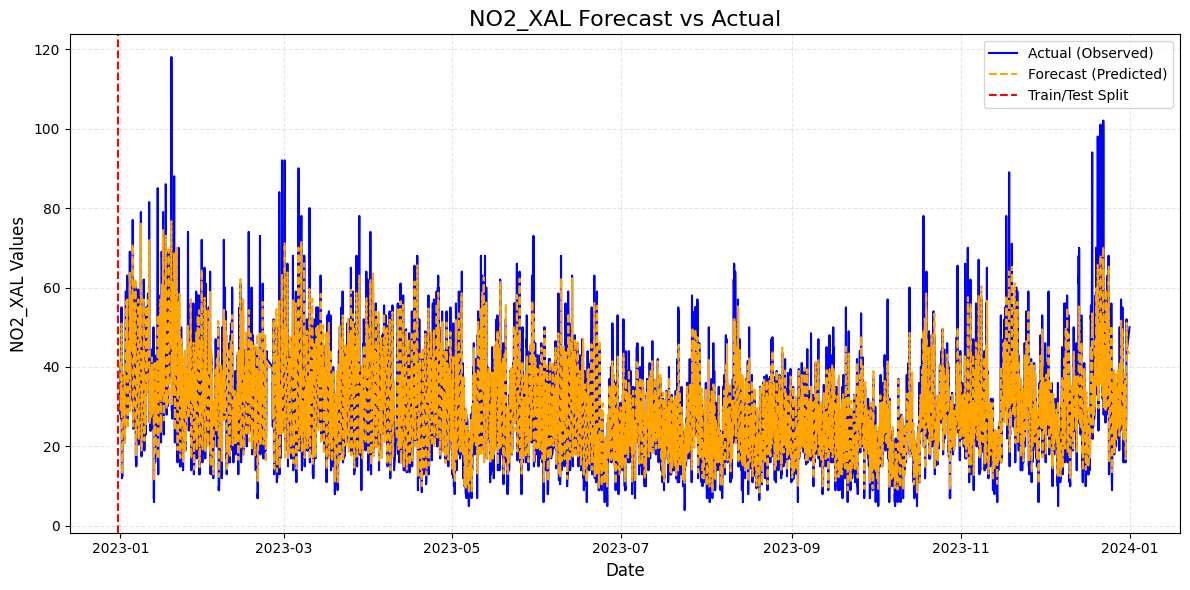 NO2_XAL Forecast vs Actual
Actual (Observed)
Forecast (Predicted)
Train/Test Split
NO2_XAL Values
120
100
80
60
40
20
0
2023-01
2023-03
2023-05
2023-07
2023-09
2023-11
2024-01
Date